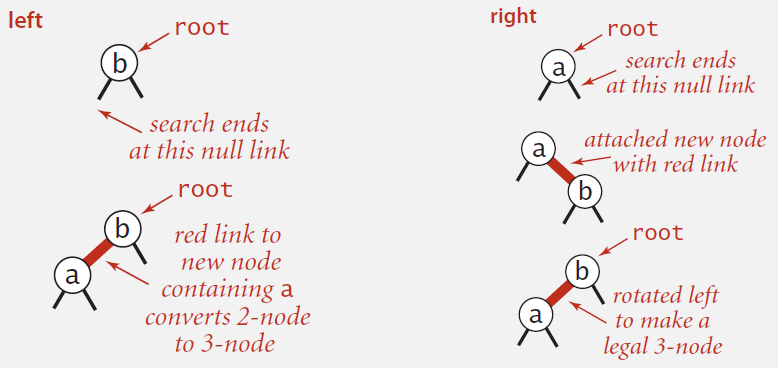 left
root
b
search ends
at this null link
root
b
a
red link to
new node
containing a
converts 2-node
to 3-node
right
root
a
search ends
at this null link
a
attached new node
with red link
b
root
b
a
rotated left
to make a
legal 3-node